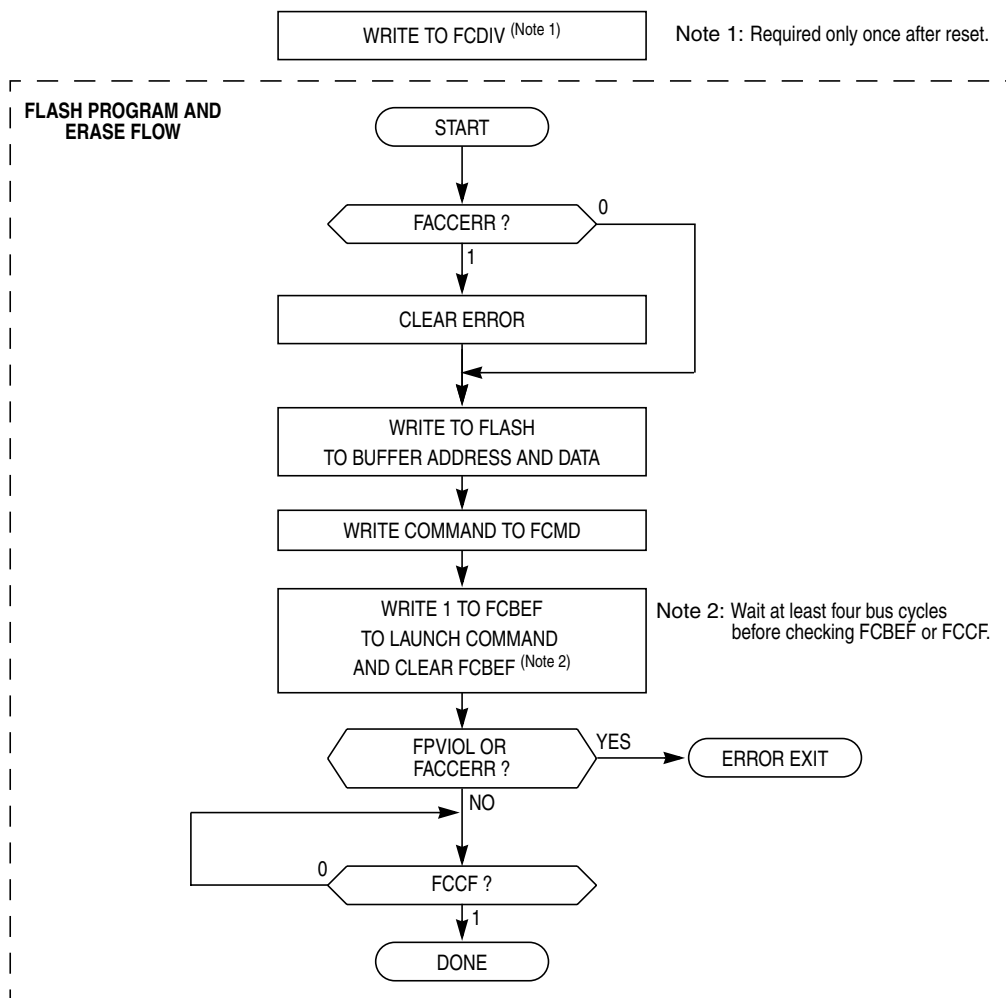 WRITE TO FCDIV (Note 1)
Note 1: Required only once after reset.
FLASH PROGRAM AND
ERASE FLOW
START
FACCERR ?
0
1
CLEAR ERROR
WRITE TO FLASH
TO BUFFER ADDRESS AND DATA
WRITE COMMAND TO FCMD
WRITE 1 TO FCBEF
TO LAUNCH COMMAND
AND CLEAR FCBEF (Note 2)
Note 2: Wait at least four bus cycles
before checking FCBEF or FCCF.
FPVIOL OR
FACCERR ?
YES
ERROR EXIT
NO
0
FCCF ?
1
DONE